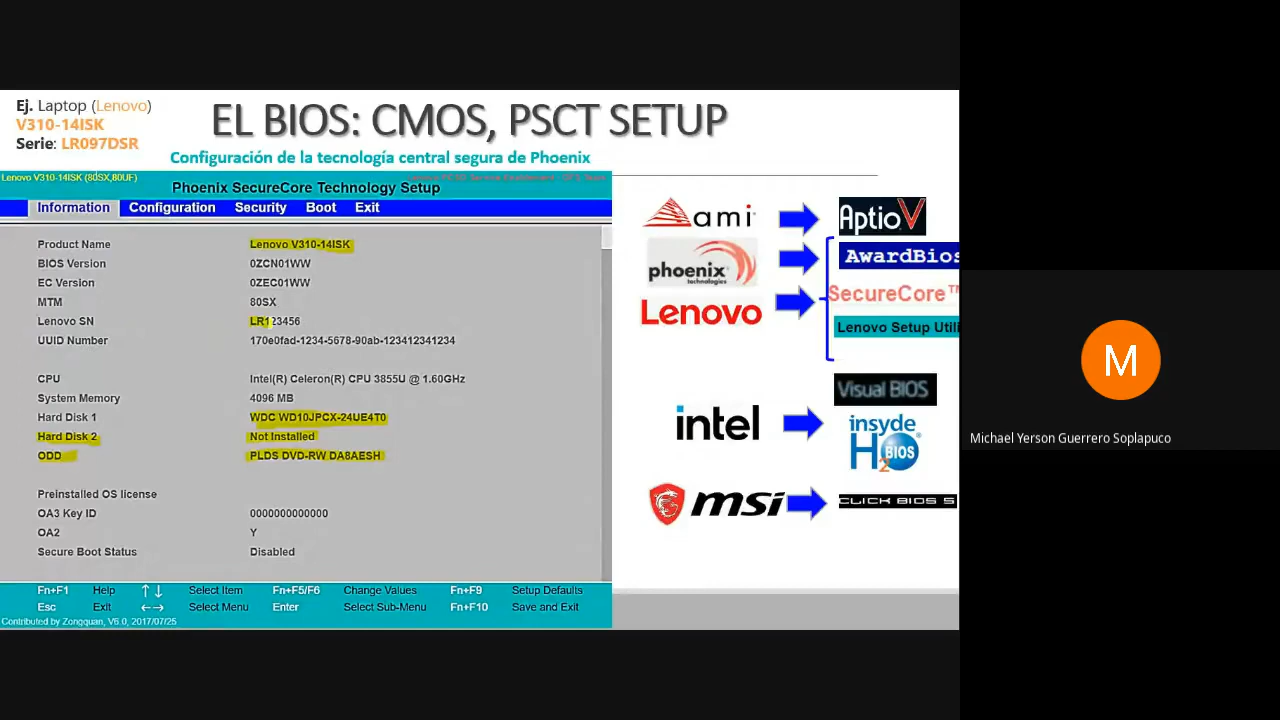 Ej. Laptop (Lenovo)
V310-14ISK
Serie: LR097DSR
EL BIOS: CMOS, PSCT SETUP
Configuración de la tecnología central segura de Phoenix
Lenovo V310-14ISK (80SX,80UF)
Phoenix SecureCore Technology Setup
Information Configuration Security Boot Exit
Product Name Lenovo V310-14ISK
BIOS Version 0ZCN01WW
EC Version 0ZEC01WW
MTM 80SX
Lenovo SN LR123456
UUID Number 170e0fad-1234-5678-90ab-123412341234
CPU Intel(R) Celeron(R) CPU 3855U @ 1.60GHz
System Memory 4096 MB
Hard Disk 1 WDC WD10JPCX-24UE4T0
Hard Disk 2 Not Installed
ODD PLDS DVD-RW DA8AESH
Preinstalled OS license
OA3 Key ID 0000000000000
OA2 Y
Secure Boot Status Disabled
Fn+F1 Help ↑↓ Select Item Fn+F5/F6 Change Values Fn+F9 Setup Defaults
Esc Exit ←→ Select Menu Enter Select Sub-Menu Fn+F10 Save and Exit
Contributed by Zongquan, V6.0, 2017/07/25
ami
Aptio V
phoenix
technologies
AwardBios
SecureCore™
Lenovo
Lenovo Setup Utili
Visual BIOS
intel
insyde
H2
BIOS
msi
CLICK BIOS 5
M
Michael Yerson Guerrero Soplapuco